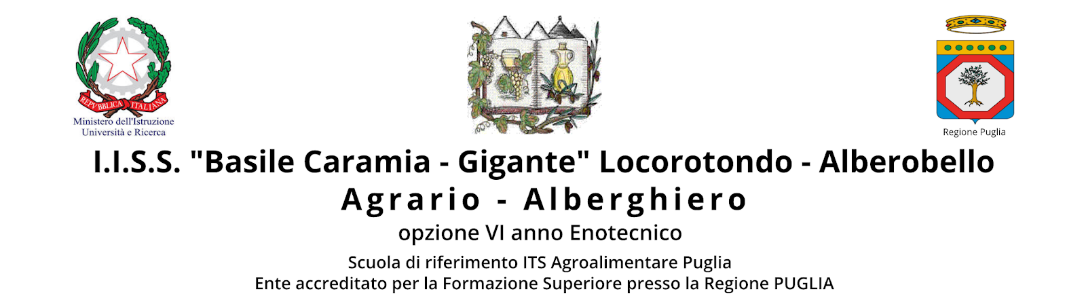 REPVBBLICA ITALIANA
Ministero dell'Istruzione
Università e Ricerca
Regione Puglia
I.I.S.S. "Basile Caramia - Gigante" Locorotondo - Alberobello
Agrario - Alberghiero
opzione VI anno Enotecnico
Scuola di riferimento ITS Agroalimentare Puglia
Ente accreditato per la Formazione Superiore presso la Regione PUGLIA